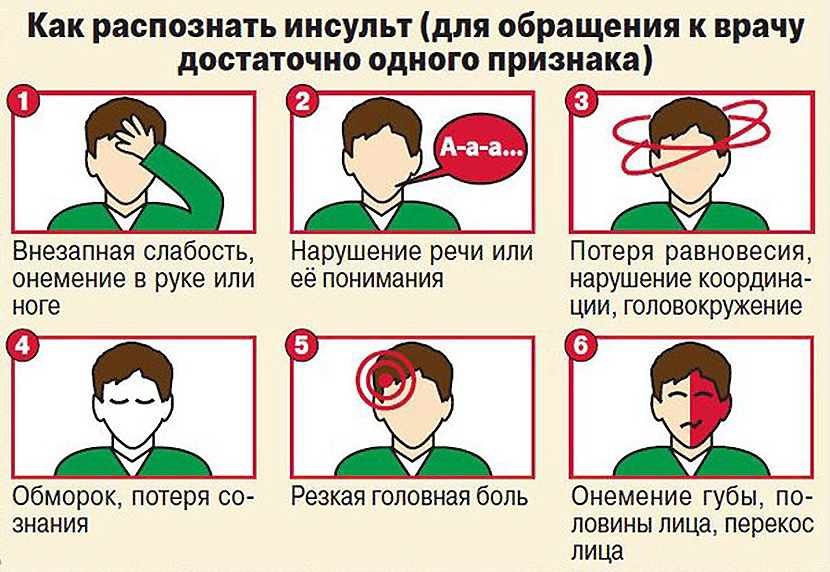 Как распознать инсульт (для обращения к врачу
достаточно одного признака)
1
2
А-а-а...
3
Внезапная слабость,
онемение в руке или
ноге
Нарушение речи или
её понимания
Потеря равновесия,
нарушение координа-
ции, головокружение
4
5
6
Обморок, потеря со-
знания
Резкая головная боль
Онемение губы, по-
ловины лица, перекос
лица